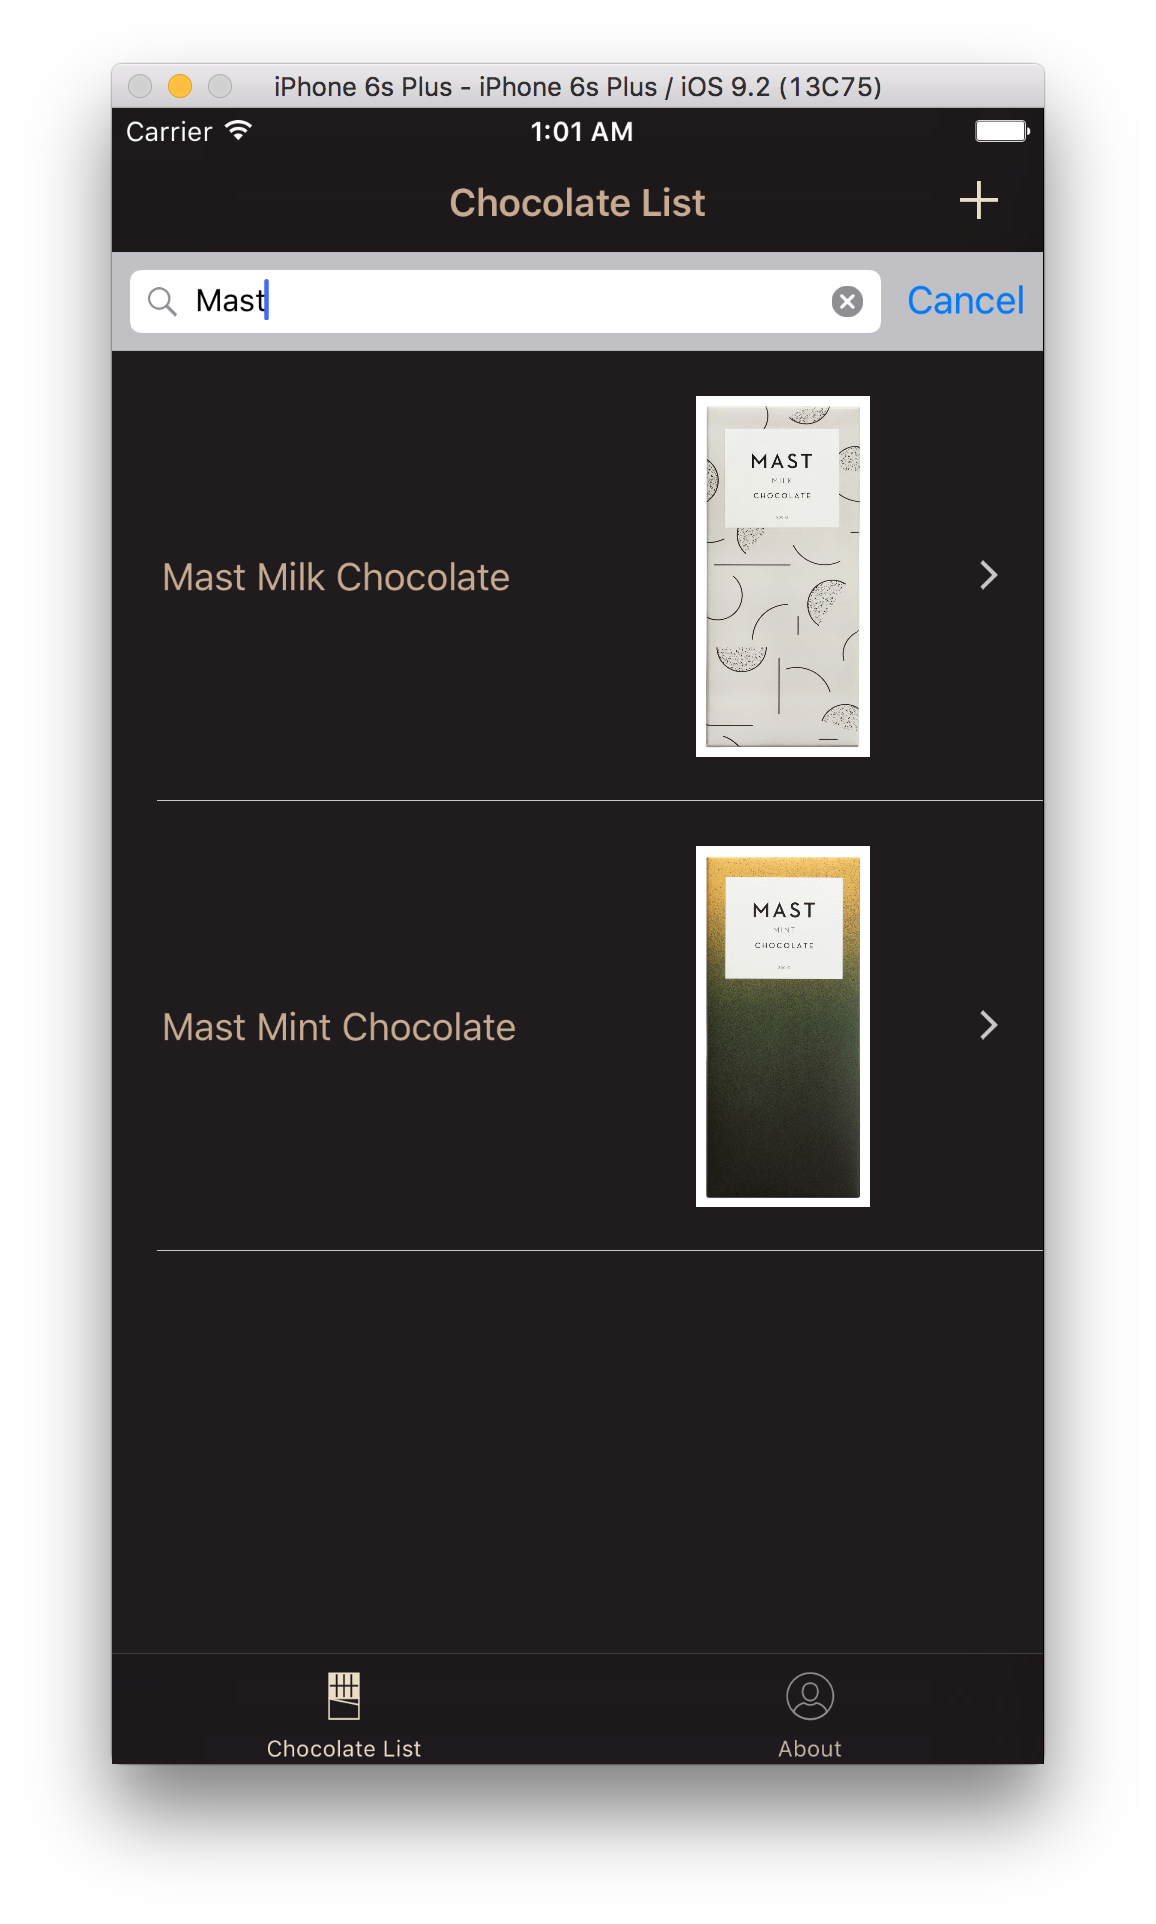 iPhone 6s Plus - iPhone 6s Plus / iOS 9.2 (13C75)
Carrier 1:01 AM
Chocolate List
Mast Cancel
MAST
MILK
CHOCOLATE
Mast Milk Chocolate
MAST
MINT
CHOCOLATE
Mast Mint Chocolate
Chocolate List About